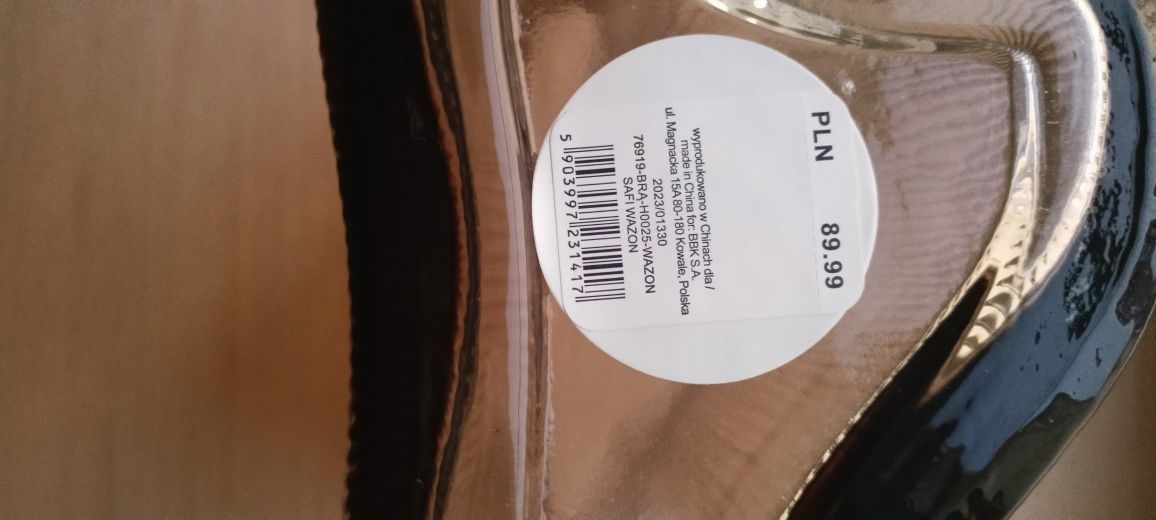 PLN 89.99
wyprodukowano w Chinach dla /
made in China for: BBK S.A.
ul. Magnacka 15A 80-180 Kowale, Polska
2023/01330
76919-BRA-H0025-WAZON
SAFI WAZON
5 903997 231417